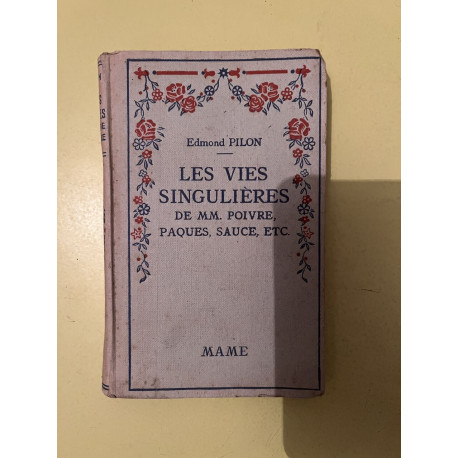 Edmond PILON
LES VIES
SINGULIÈRES
DE MM. POIVRE,
PAQUES, SAUCE, ETC.
MAME